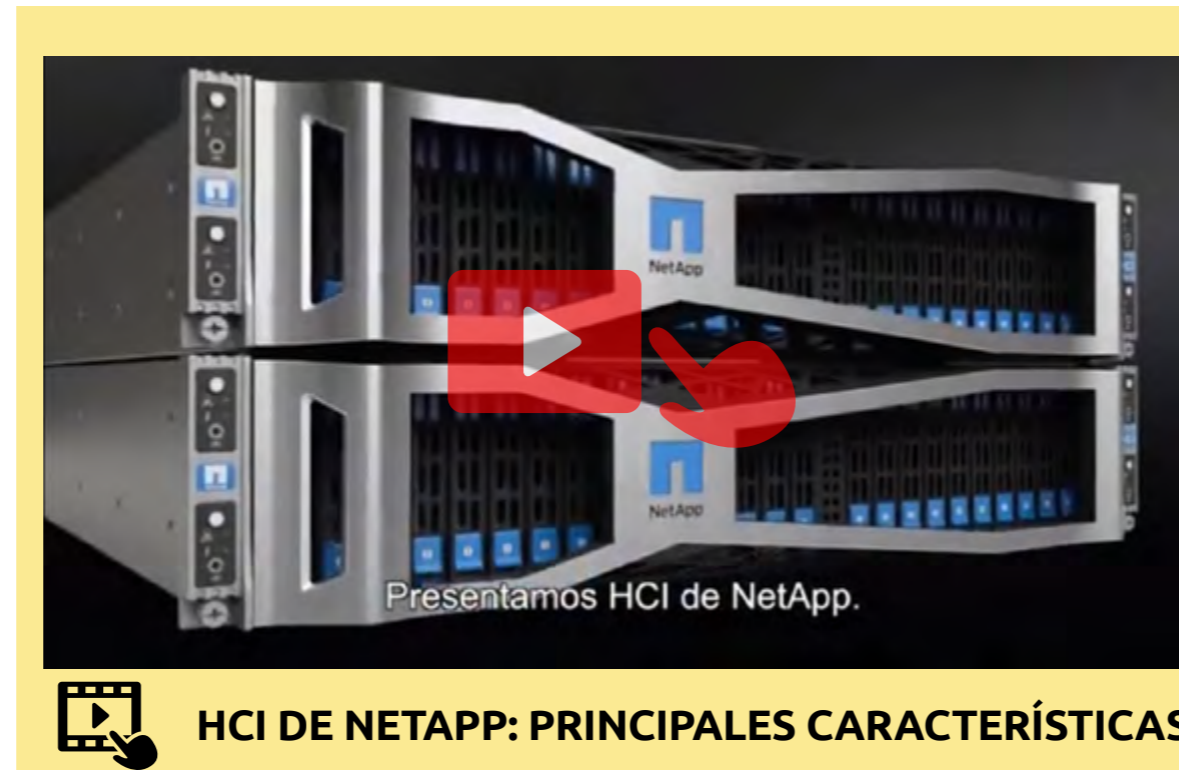 NetApp
NetApp
Presentamos HCI de NetApp.
HCI DE NETAPP: PRINCIPALES CARACTERÍSTICAS